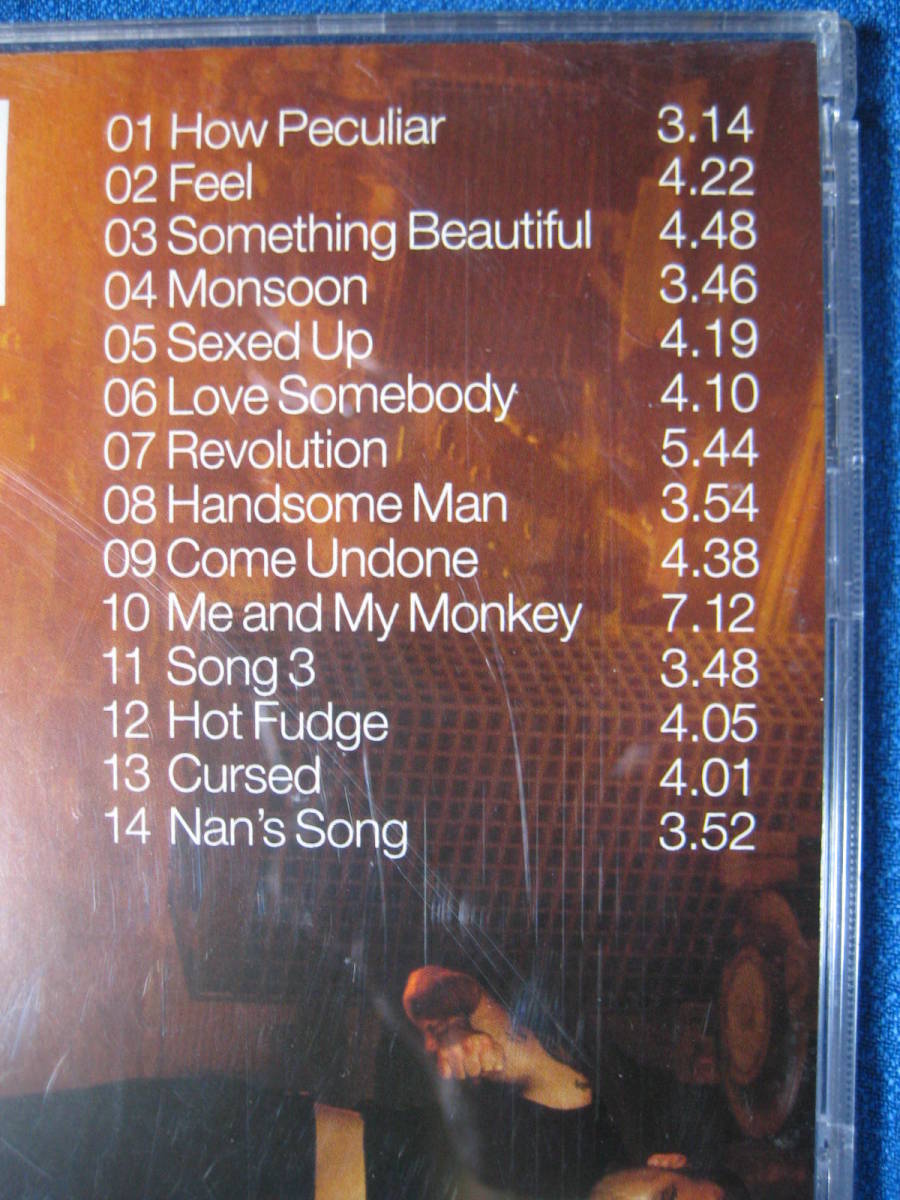 01 How Peculiar 3.14
02 Feel 4.22
03 Something Beautiful 4.48
04 Monsoon 3.46
05 Sexed Up 4.19
06 Love Somebody 4.10
07 Revolution 5.44
08 Handsome Man 3.54
09 Come Undone 4.38
10 Me and My Monkey 7.12
11 Song 3 3.48
12 Hot Fudge 4.05
13 Cursed 4.01
14 Nan's Song 3.52